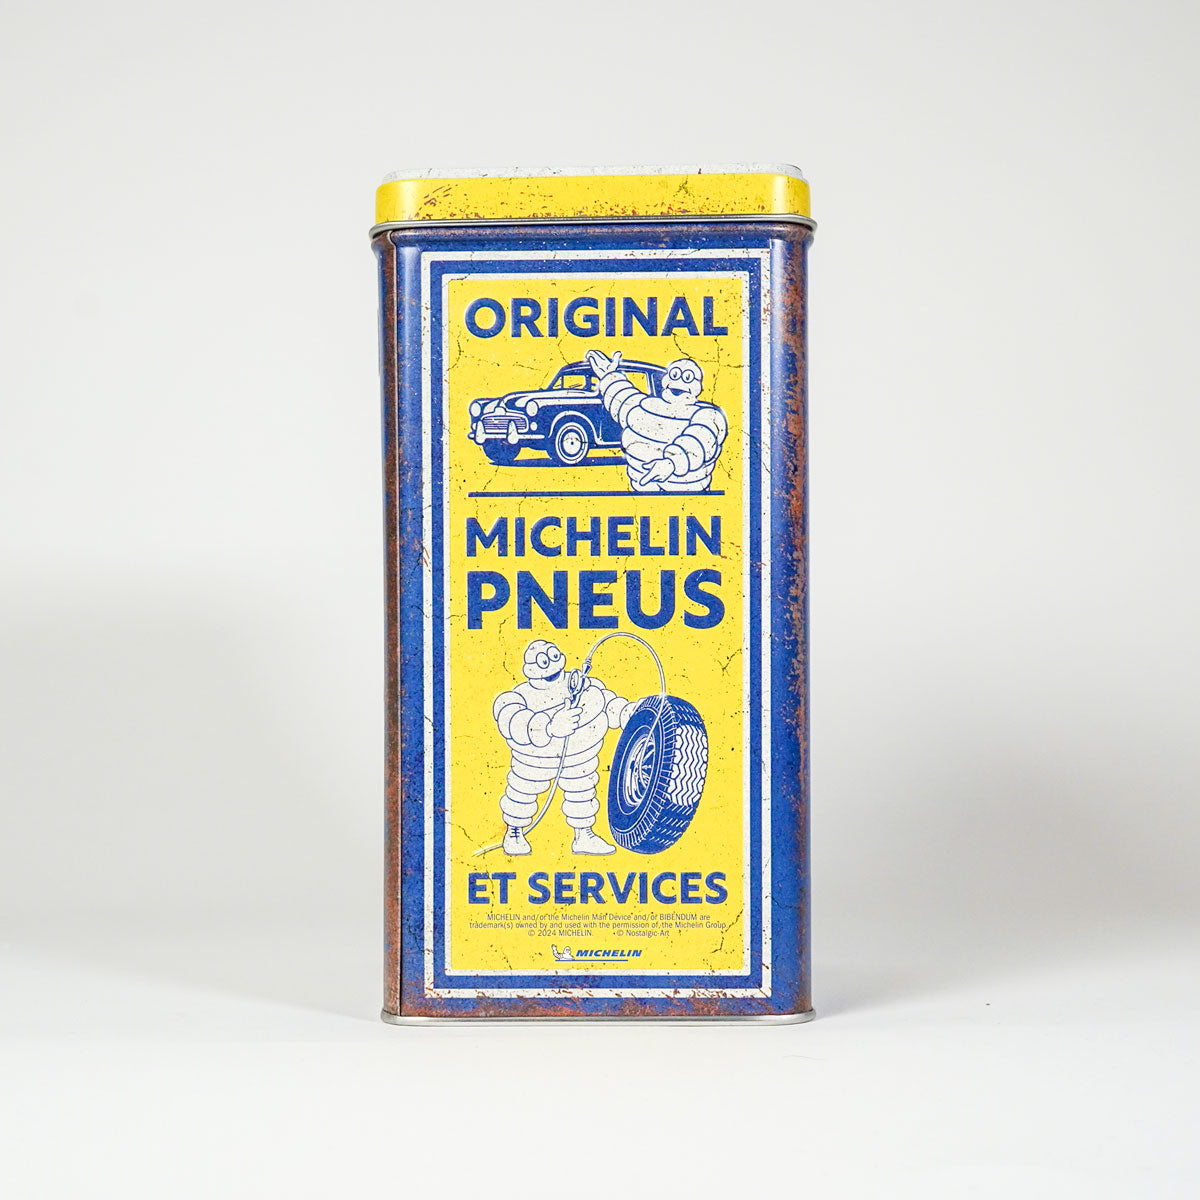 ORIGINAL
MICHELIN
PNEUS
ET SERVICES
MICHELIN and/or the Michelin Man Device and/or BIBENDUM are
trademark(s) owned by and used with the permission of the Michelin Group.
© 2024 MICHELIN. © Nostalgic-Art
MICHELIN